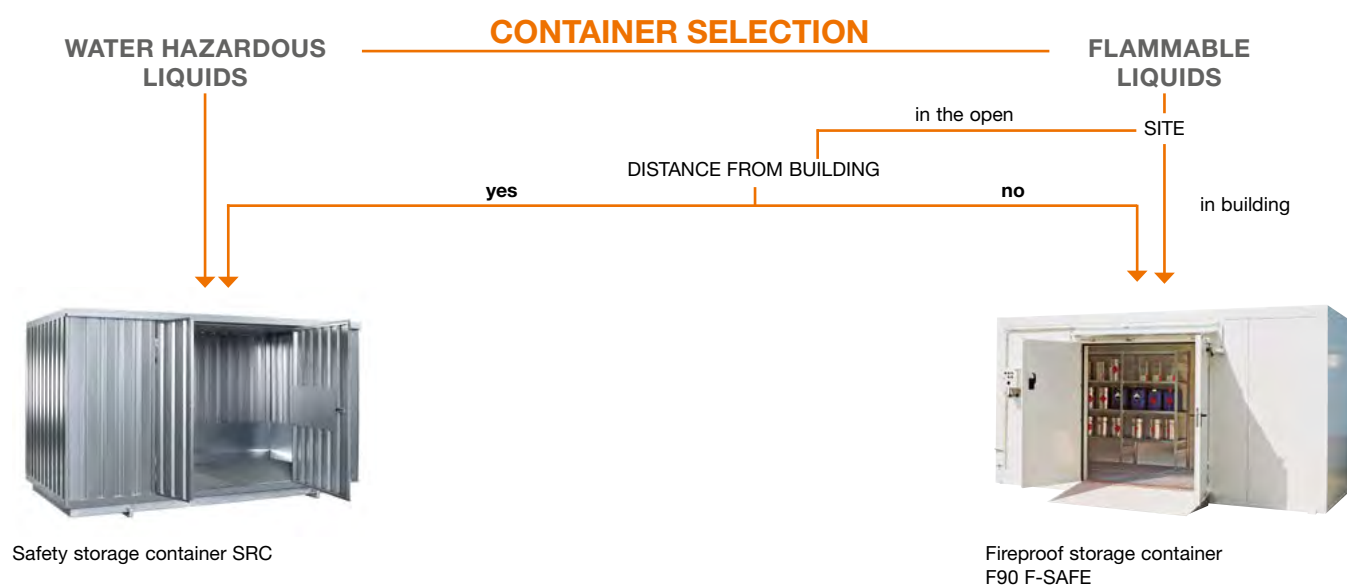 CONTAINER SELECTION
WATER HAZARDOUS
LIQUIDS
FLAMMABLE
LIQUIDS
in the open
SITE
DISTANCE FROM BUILDING
yes
no
in building
Safety storage container SRC
Fireproof storage container
F90 F-SAFE